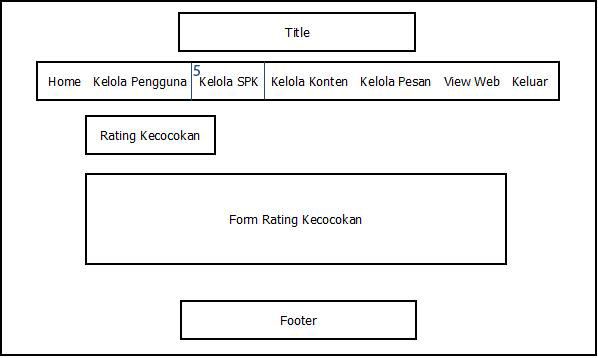 Title
Home Kelola Pengguna 5 Kelola SPK Kelola Konten Kelola Pesan View Web Keluar
Rating Kecocokan
Form Rating Kecocokan
Footer